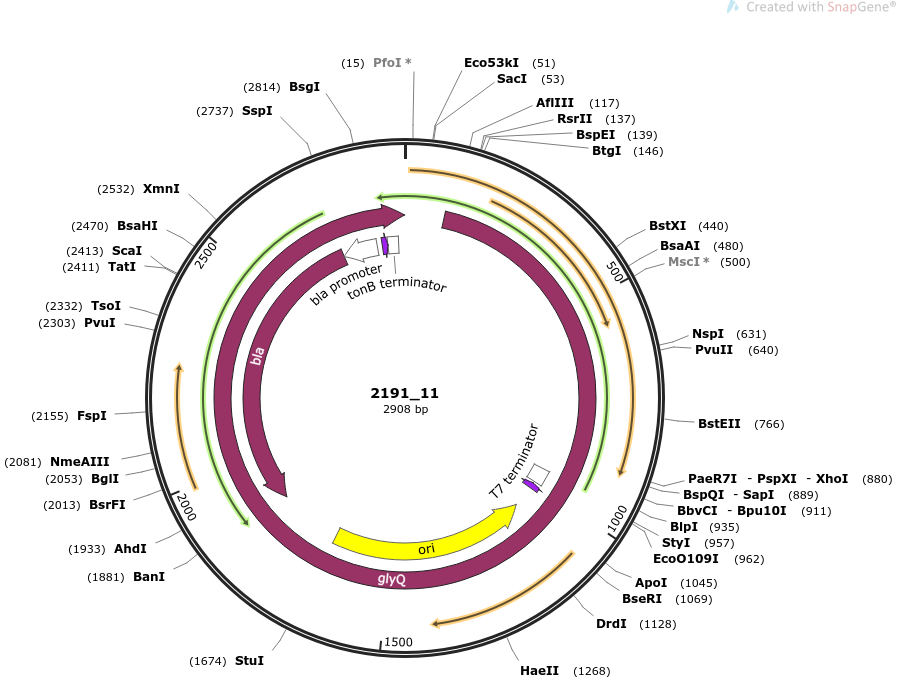 Created with SnapGene®
(15) PfoI *
Eco53kI (51)
SacI (53)
AflIII (117)
RsrII (137)
BspEI (139)
BtgI (146)
BstXI (440)
BsaAI (480)
MscI * (500)
500
NspI (631)
PvuII (640)
BstEII (766)
PaeR7I - PspXI - XhoI (880)
BspQI - SapI (889)
BbvCI - Bpu10I (911)
BlpI (935)
StyI (957)
EcoO109I (962)
1000
ApoI (1045)
BseRI (1069)
DrdI (1128)
HaeII (1268)
1500
(1674) StuI
(1881) BanI
(1933) AhdI
2000
(2013) BsrFI
(2053) BglI
(2081) NmeAIII
(2155) FspI
(2303) PvuI
(2332) TsoI
(2411) TatI
(2413) ScaI
(2470) BsaHI
2500
(2532) XmnI
(2737) SspI
(2814) BsgI
bla promoter
tonB terminator
bla
2191_11
2908 bp
T7 terminator
ori
glyQ